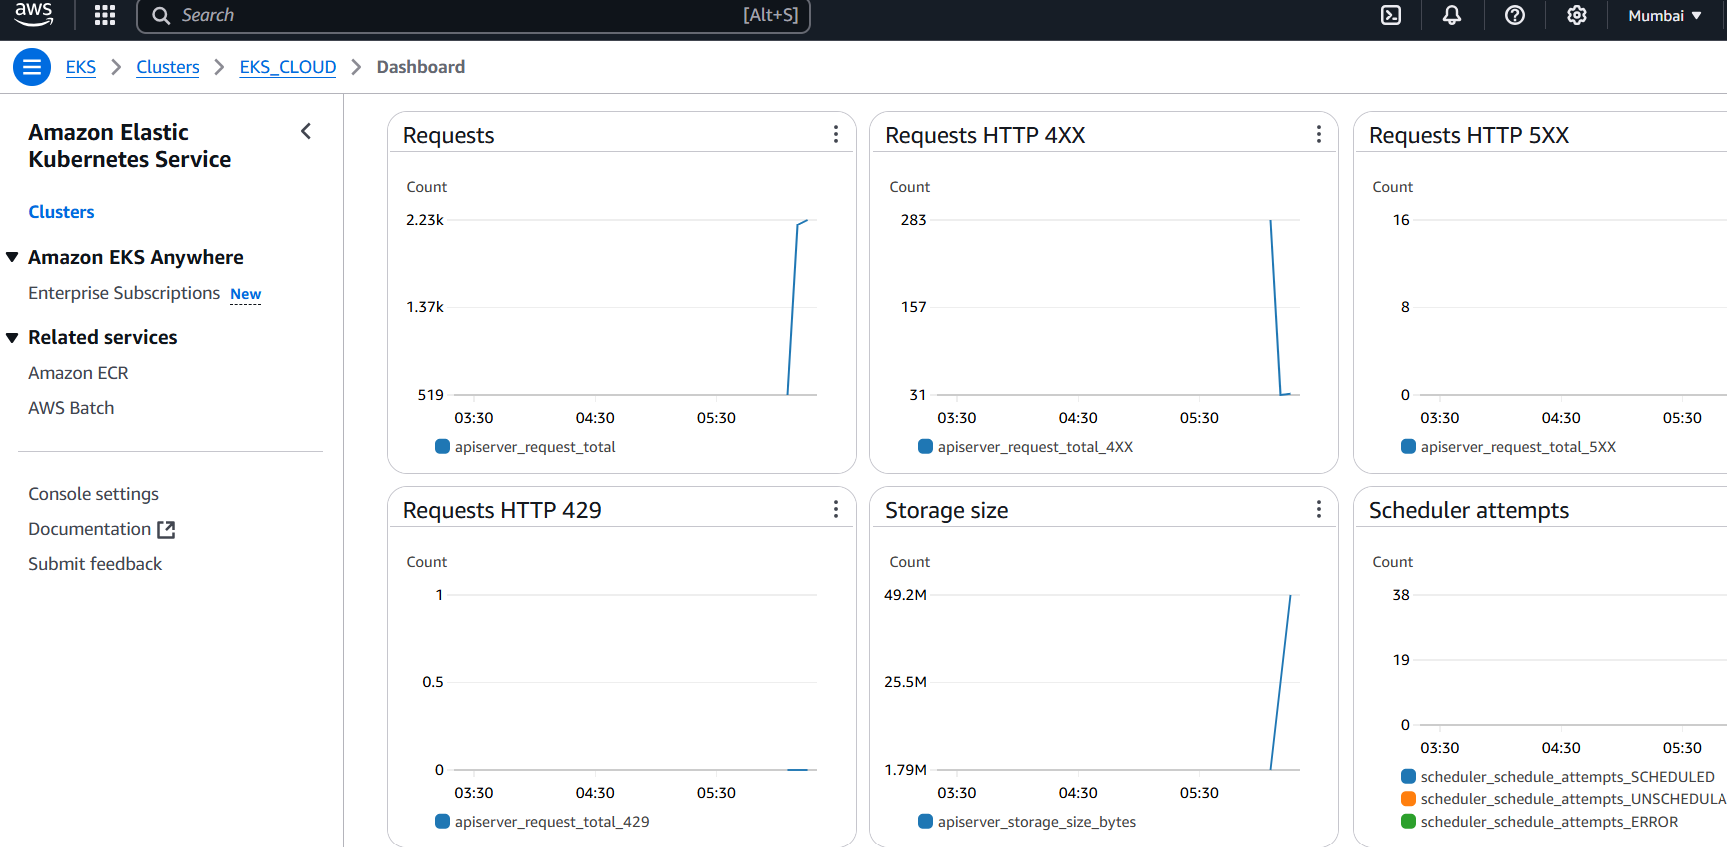 aws
Search
[Alt+S]
Mumbai
EKS
Clusters
EKS_CLOUD
Dashboard
Amazon Elastic
Kubernetes Service
Clusters
Amazon EKS Anywhere
Enterprise Subscriptions New
Related services
Amazon ECR
AWS Batch
Console settings
Documentation
Submit feedback
Requests
Count
2.23k
1.37k
519
03:30 04:30 05:30
apiserver_request_total
Requests HTTP 4XX
Count
283
157
31
03:30 04:30 05:30
apiserver_request_total_4XX
Requests HTTP 5XX
Count
16
8
0
03:30 04:30 05:30
apiserver_request_total_5XX
Requests HTTP 429
Count
1
0.5
0
03:30 04:30 05:30
apiserver_request_total_429
Storage size
Count
49.2M
25.5M
1.79M
03:30 04:30 05:30
apiserver_storage_size_bytes
Scheduler attempts
Count
38
19
0
03:30 04:30 05:30
scheduler_schedule_attempts_SCHEDULED
scheduler_schedule_attempts_UNSCHEDULA
scheduler_schedule_attempts_ERROR